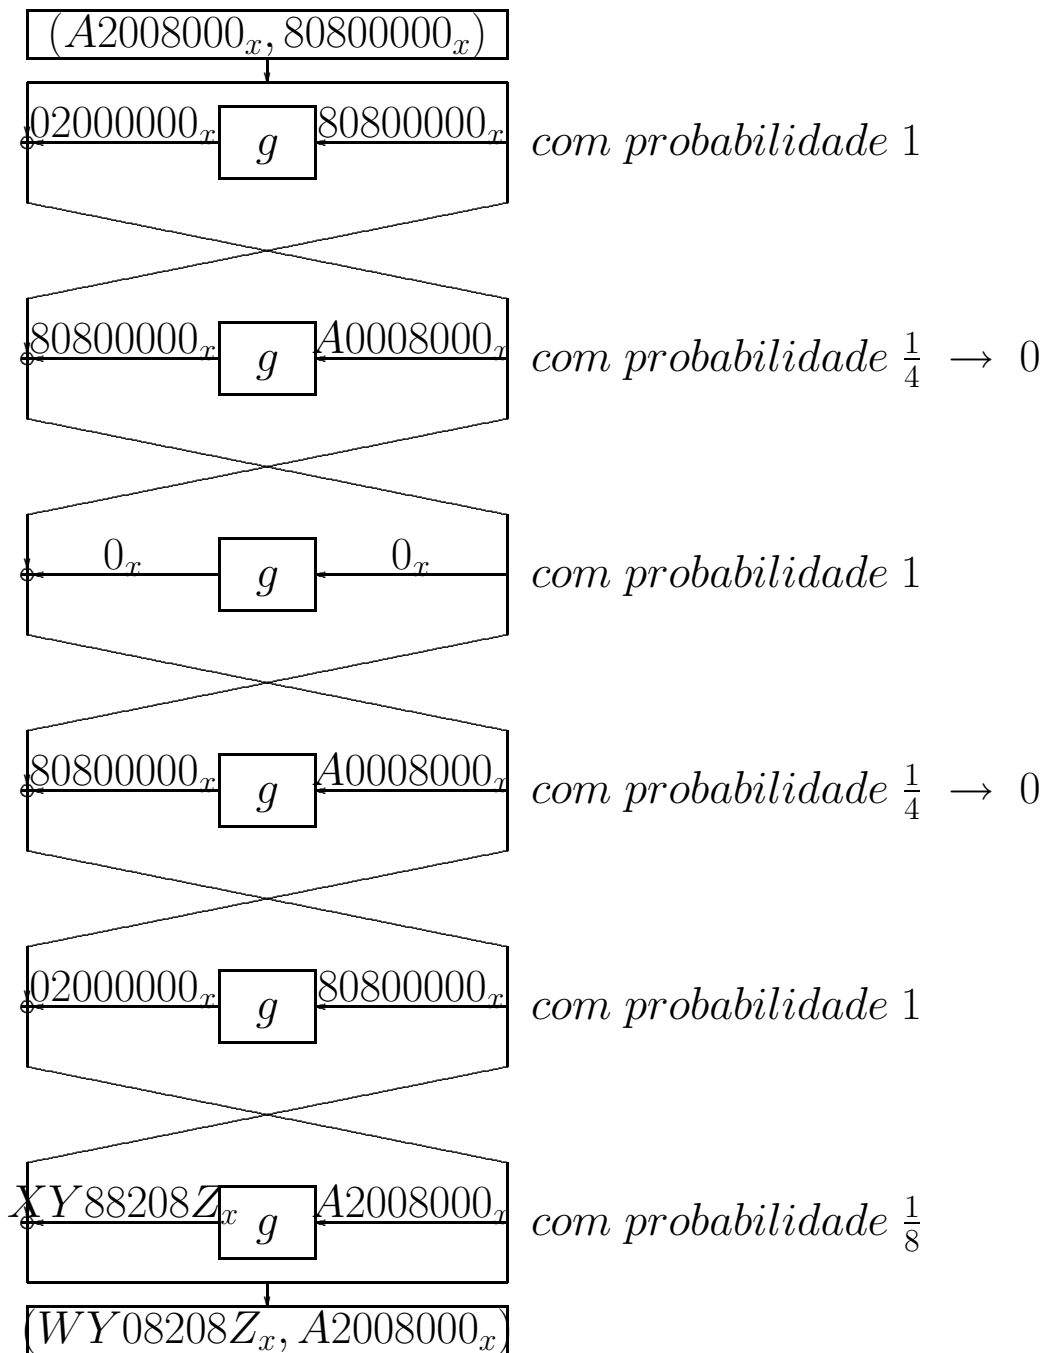 (A2008000x, 80800000x)
02000000x g 80800000x com probabilidade 1
80800000x g A0008000x com probabilidade 1/4 → 0
0x g 0x com probabilidade 1
80800000x g A0008000x com probabilidade 1/4 → 0
02000000x g 80800000x com probabilidade 1
XY88208Zx g A2008000x com probabilidade 1/8
(WY08208Zx, A2008000x)